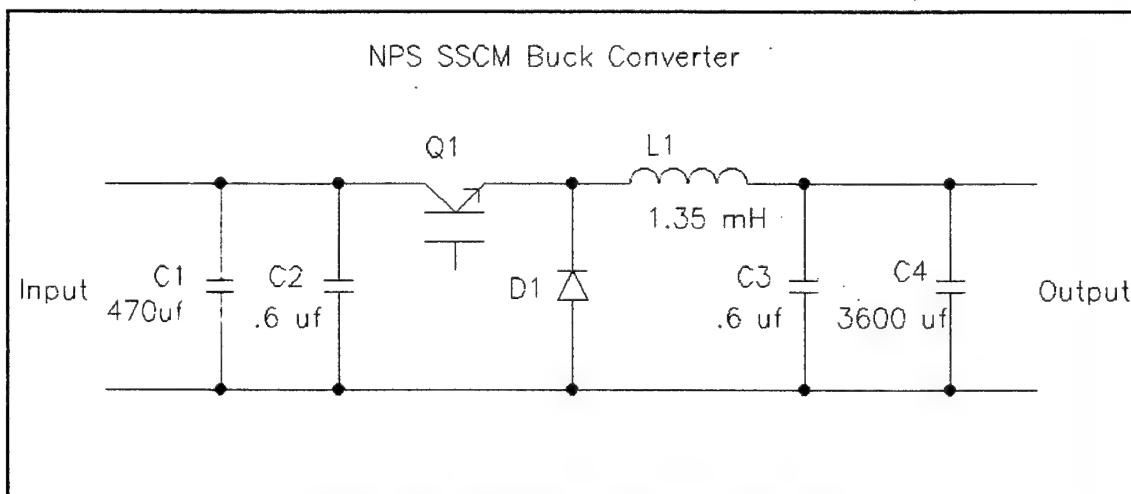 NPS SSCM Buck Converter
Q1
L1
1.35 mH
Input
C1
470uf
C2
.6 uf
D1
C3
.6 uf
C4
3600 uf
Output